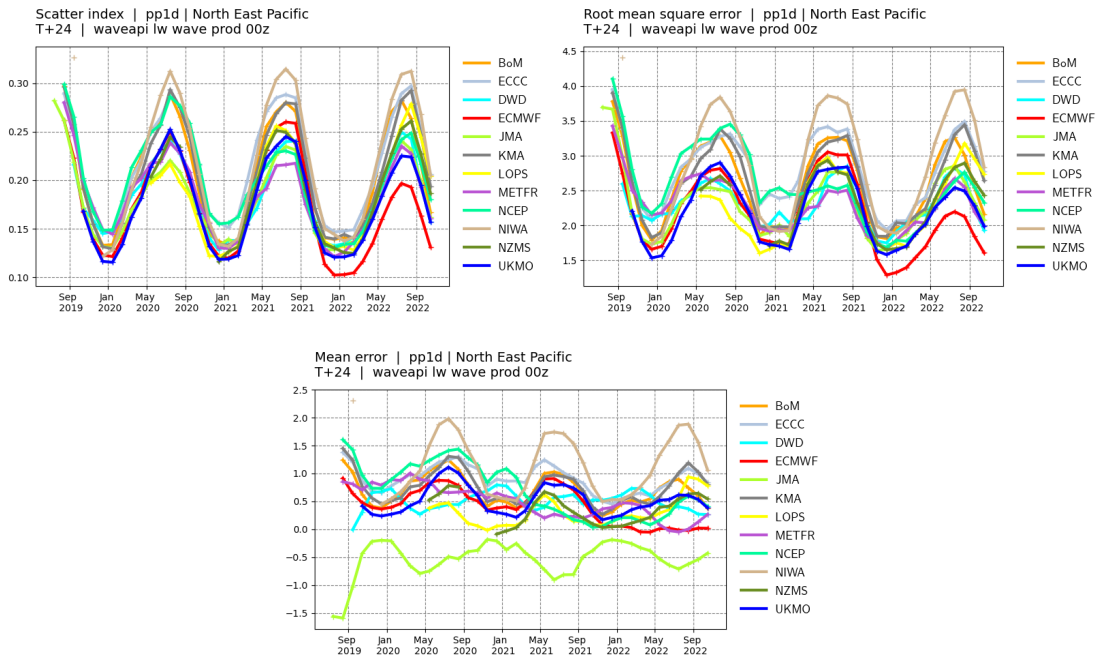 Scatter index | pp1d | North East Pacific
T+24 | waveapi lw wave prod 00z
0.30
0.25
0.20
0.15
0.10
Sep 2019
Jan 2020
May 2020
Sep 2020
Jan 2021
May 2021
Sep 2021
Jan 2022
May 2022
Sep 2022
BoM
ECCC
DWD
ECMWF
JMA
KMA
LOPS
METFR
NCEP
NIWA
NZMS
UKMO
Root mean square error | pp1d | North East Pacific
T+24 | waveapi lw wave prod 00z
4.5
4.0
3.5
3.0
2.5
2.0
1.5
Sep 2019
Jan 2020
May 2020
Sep 2020
Jan 2021
May 2021
Sep 2021
Jan 2022
May 2022
Sep 2022
BoM
ECCC
DWD
ECMWF
JMA
KMA
LOPS
METFR
NCEP
NIWA
NZMS
UKMO
Mean error | pp1d | North East Pacific
T+24 | waveapi lw wave prod 00z
2.5
2.0
1.5
1.0
0.5
0.0
−0.5
−1.0
−1.5
Sep 2019
Jan 2020
May 2020
Sep 2020
Jan 2021
May 2021
Sep 2021
Jan 2022
May 2022
Sep 2022
BoM
ECCC
DWD
ECMWF
JMA
KMA
LOPS
METFR
NCEP
NIWA
NZMS
UKMO